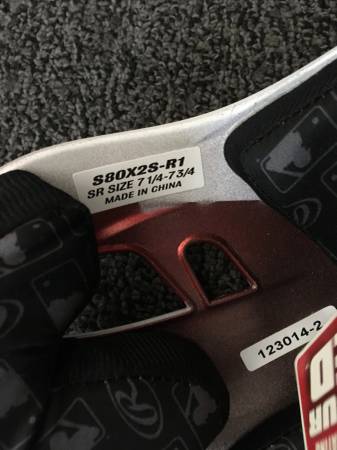 S80X2S-R1
SR SIZE 7 1/4-7 3/4
MADE IN CHINA
123014-2